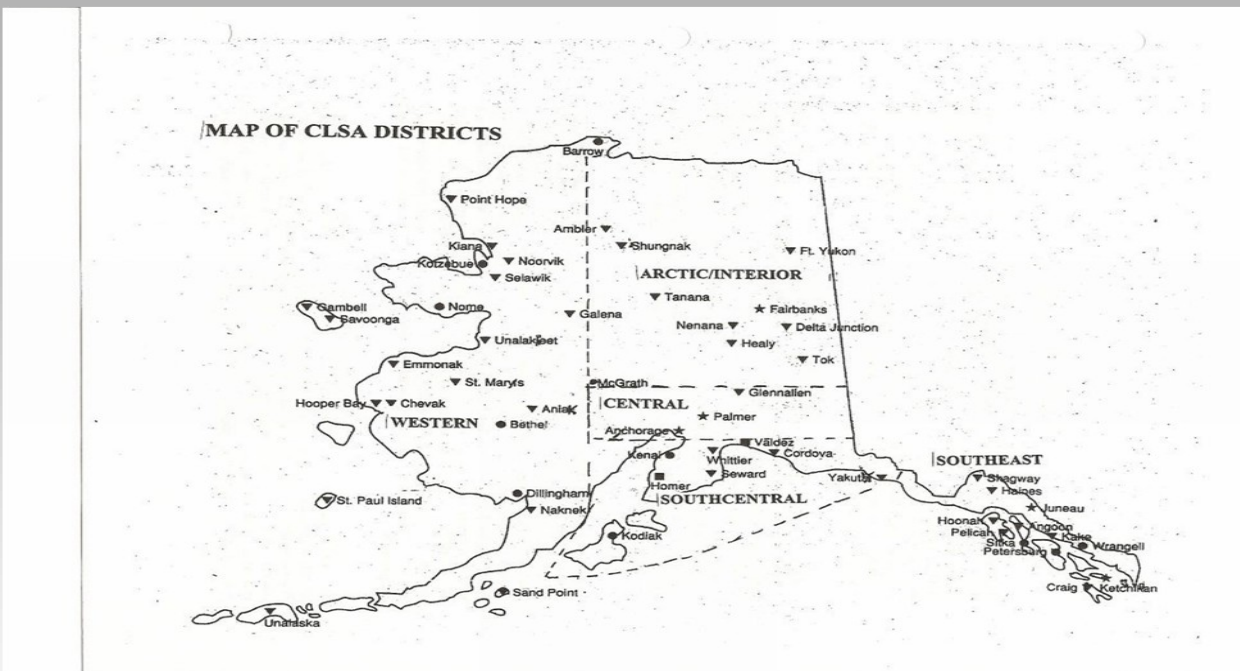 MAP OF CLSA DISTRICTS
Barrow
Point Hope
Ambler
Kiana
Shungnak
Ft. Yukon
Kotzebue
Noorvik
Selawik
ARCTIC/INTERIOR
Tanana
Gambell
Nome
Fairbanks
Savoonga
Galena
Nenana
Delta Junction
Unalakleet
Healy
Tok
Emmonak
St. Mary's
McGrath
Glennallen
Hooper Bay
Chevak
Aniak
CENTRAL
Palmer
WESTERN
Bethel
Anchorage
Valdez
Kenai
Whittier
Cordova
SOUTHEAST
Seward
Yakutat
Skagway
Homer
Haines
St. Paul Island
Dillingham
SOUTHCENTRAL
Naknek
Juneau
Hoonah
Angoon
Pelican
Kake
Kodiak
Sitka
Wrangell
Petersburg
Craig
Ketchikan
Sand Point
Unalaska